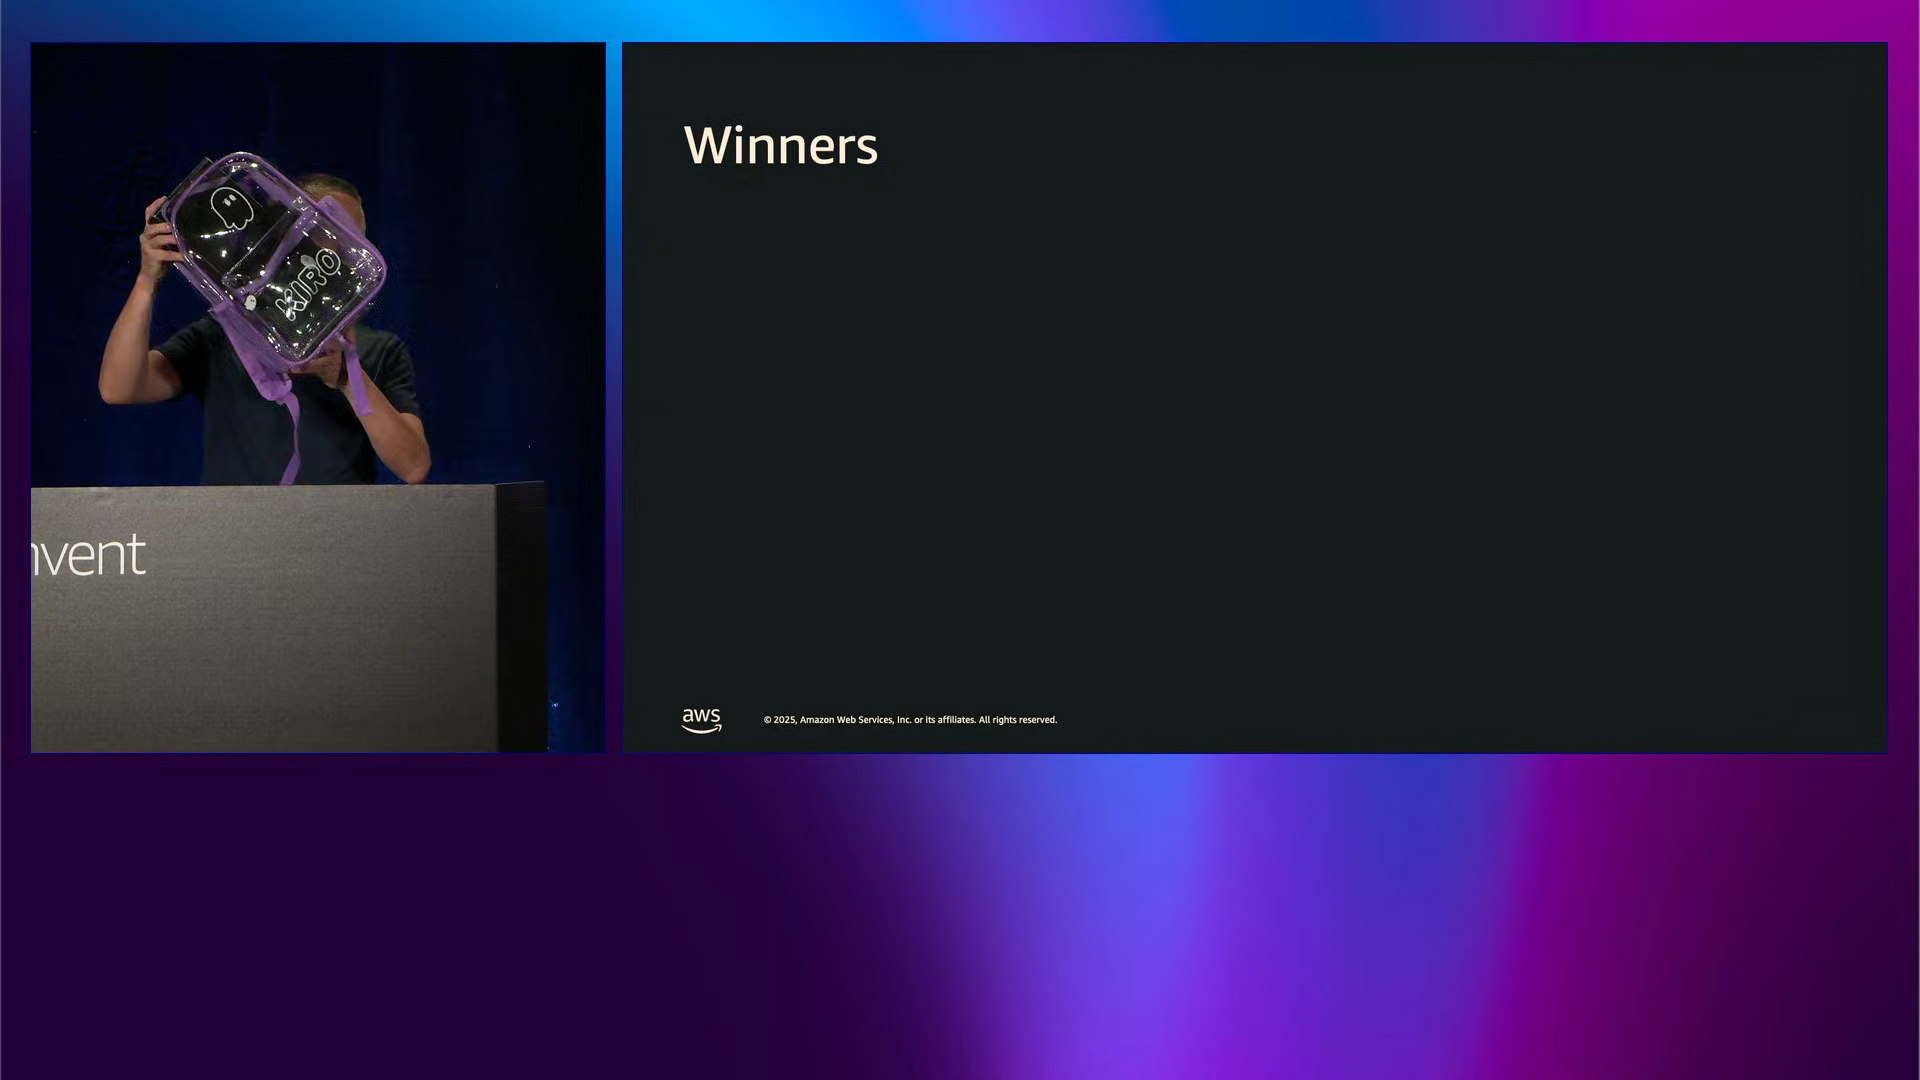 KIRO
nvent
Winners
aws
© 2025, Amazon Web Services, Inc. or its affiliates. All rights reserved.